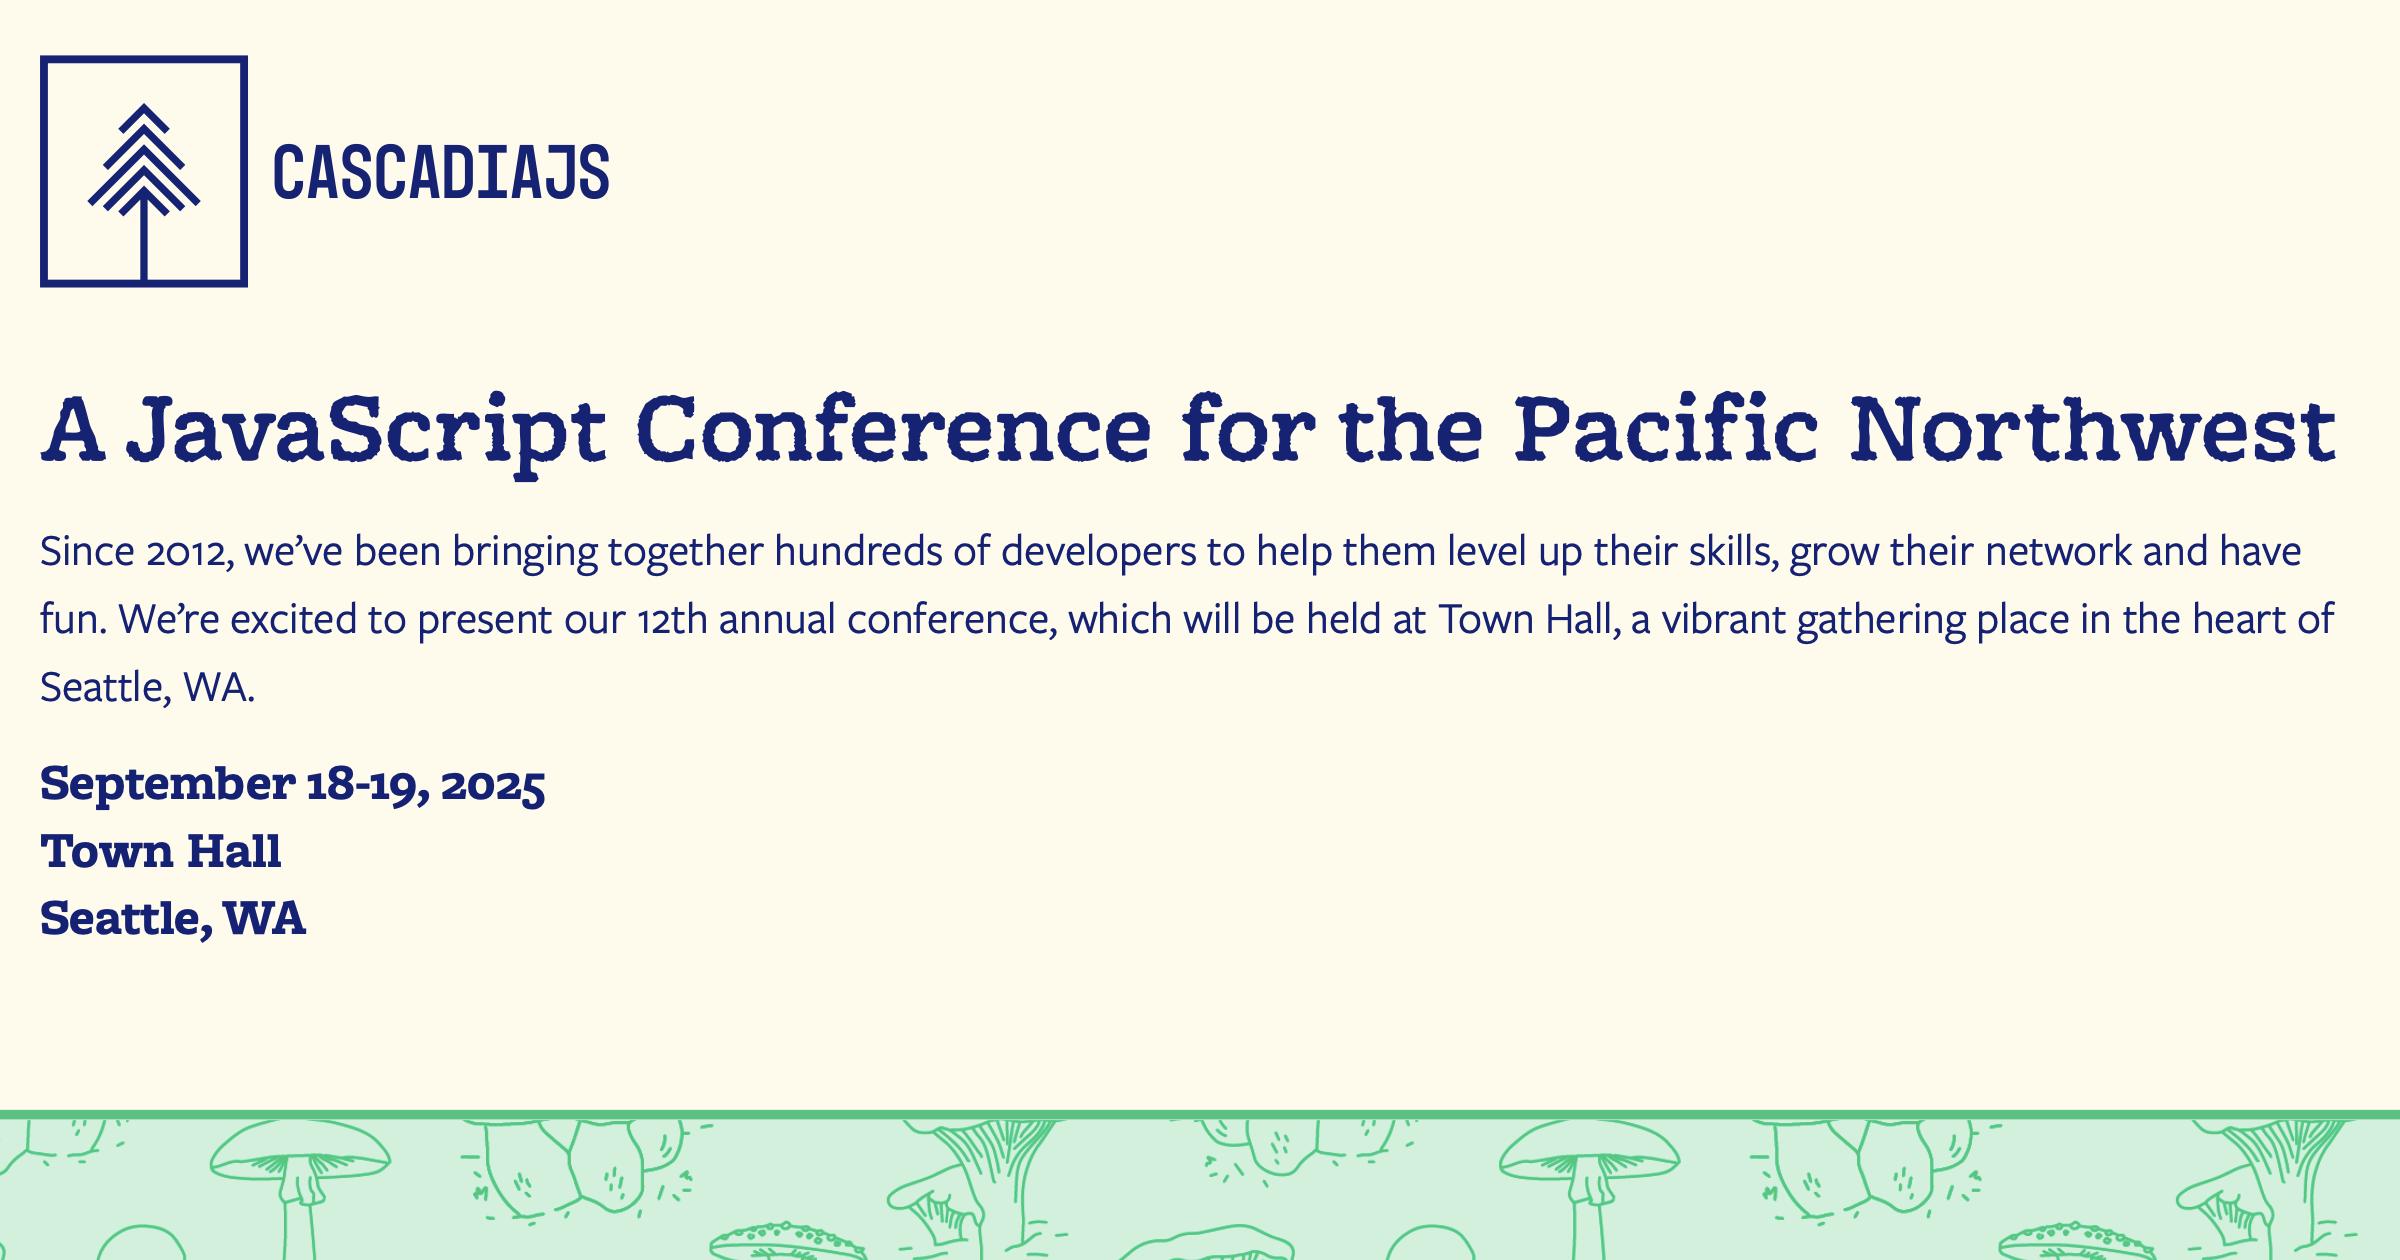 CASCADIAJS
A JavaScript Conference for the Pacific Northwest
Since 2012, we’ve been bringing together hundreds of developers to help them level up their skills, grow their network and have
fun. We’re excited to present our 12th annual conference, which will be held at Town Hall, a vibrant gathering place in the heart of
Seattle, WA.
September 18-19, 2025
Town Hall
Seattle, WA